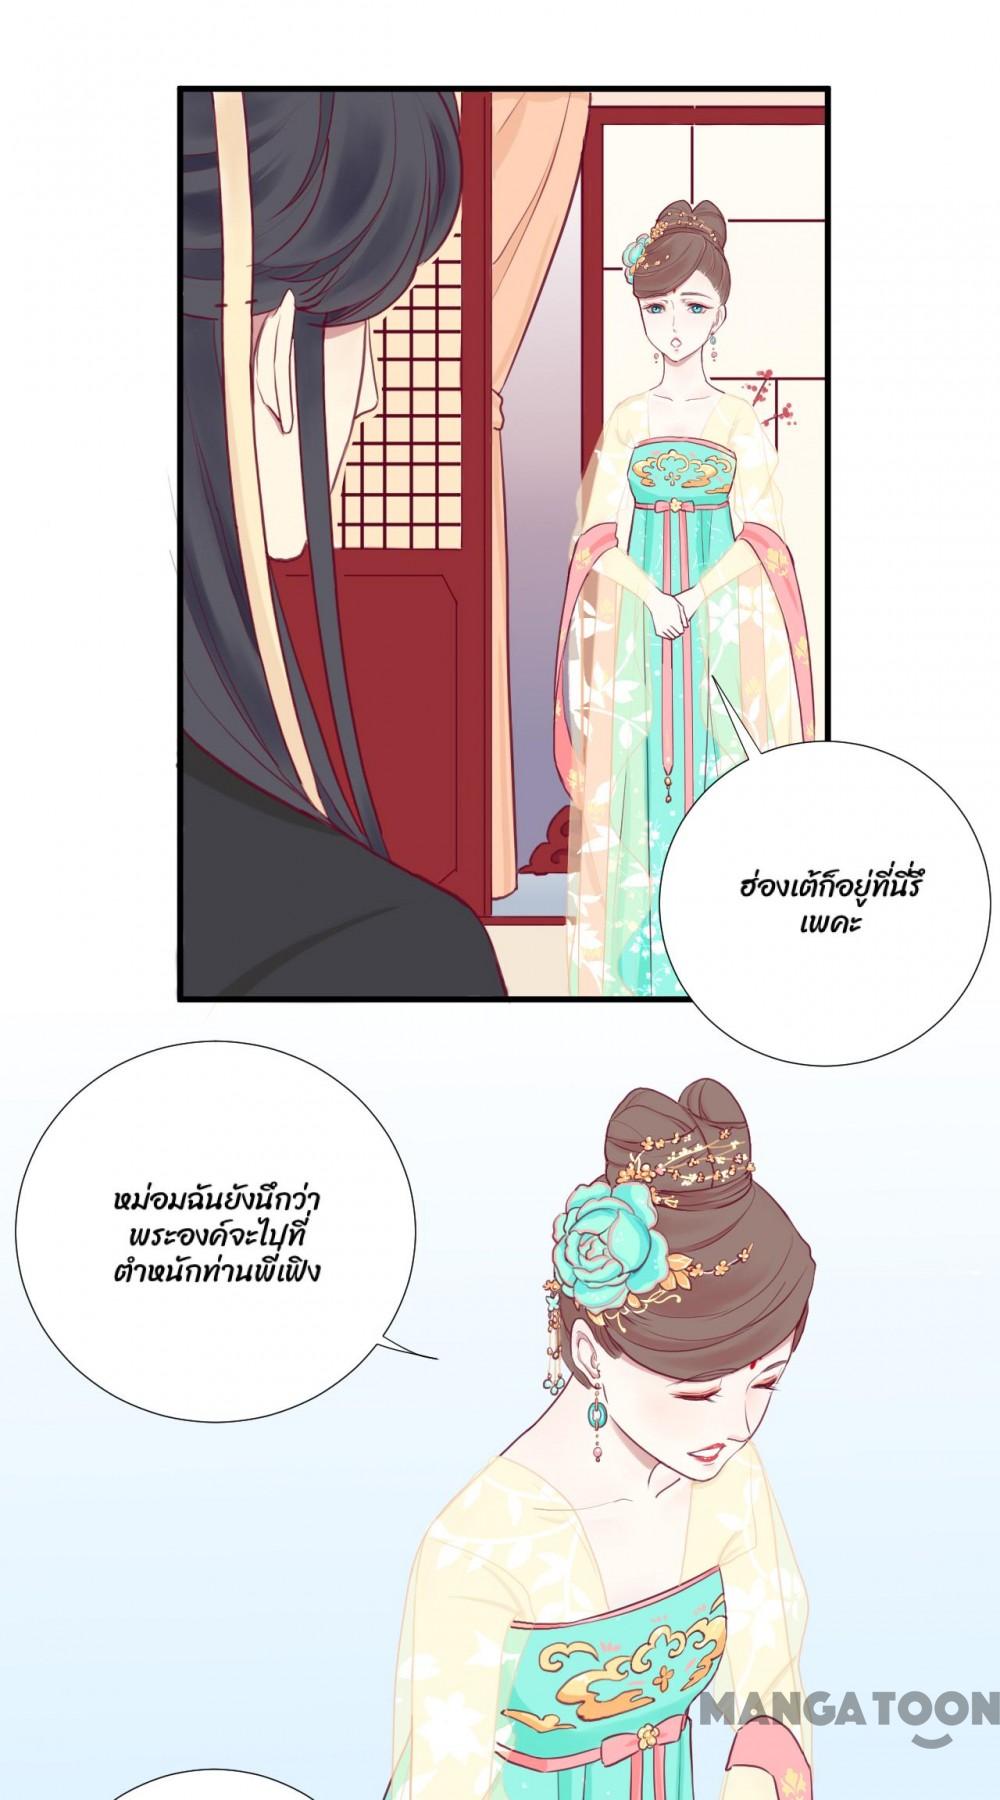 ฮ่องเต้ก็อยู่ที่นี่รึ
เพคะ
หม่อมฉันยังนึกว่า
พระองค์จะไปที่
ตำหนักท่านพี่เฟิง
MANGATOON